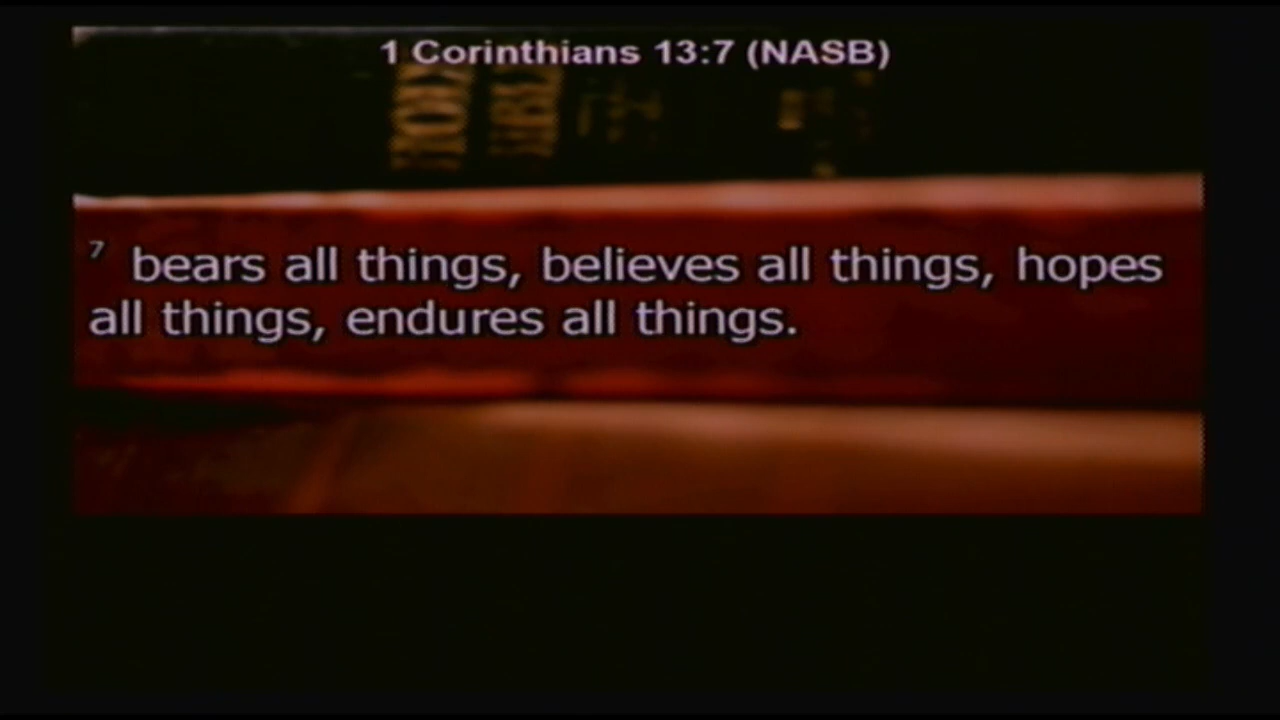 1 Corinthians 13:7 (NASB)
7 bears all things, believes all things, hopes
all things, endures all things.